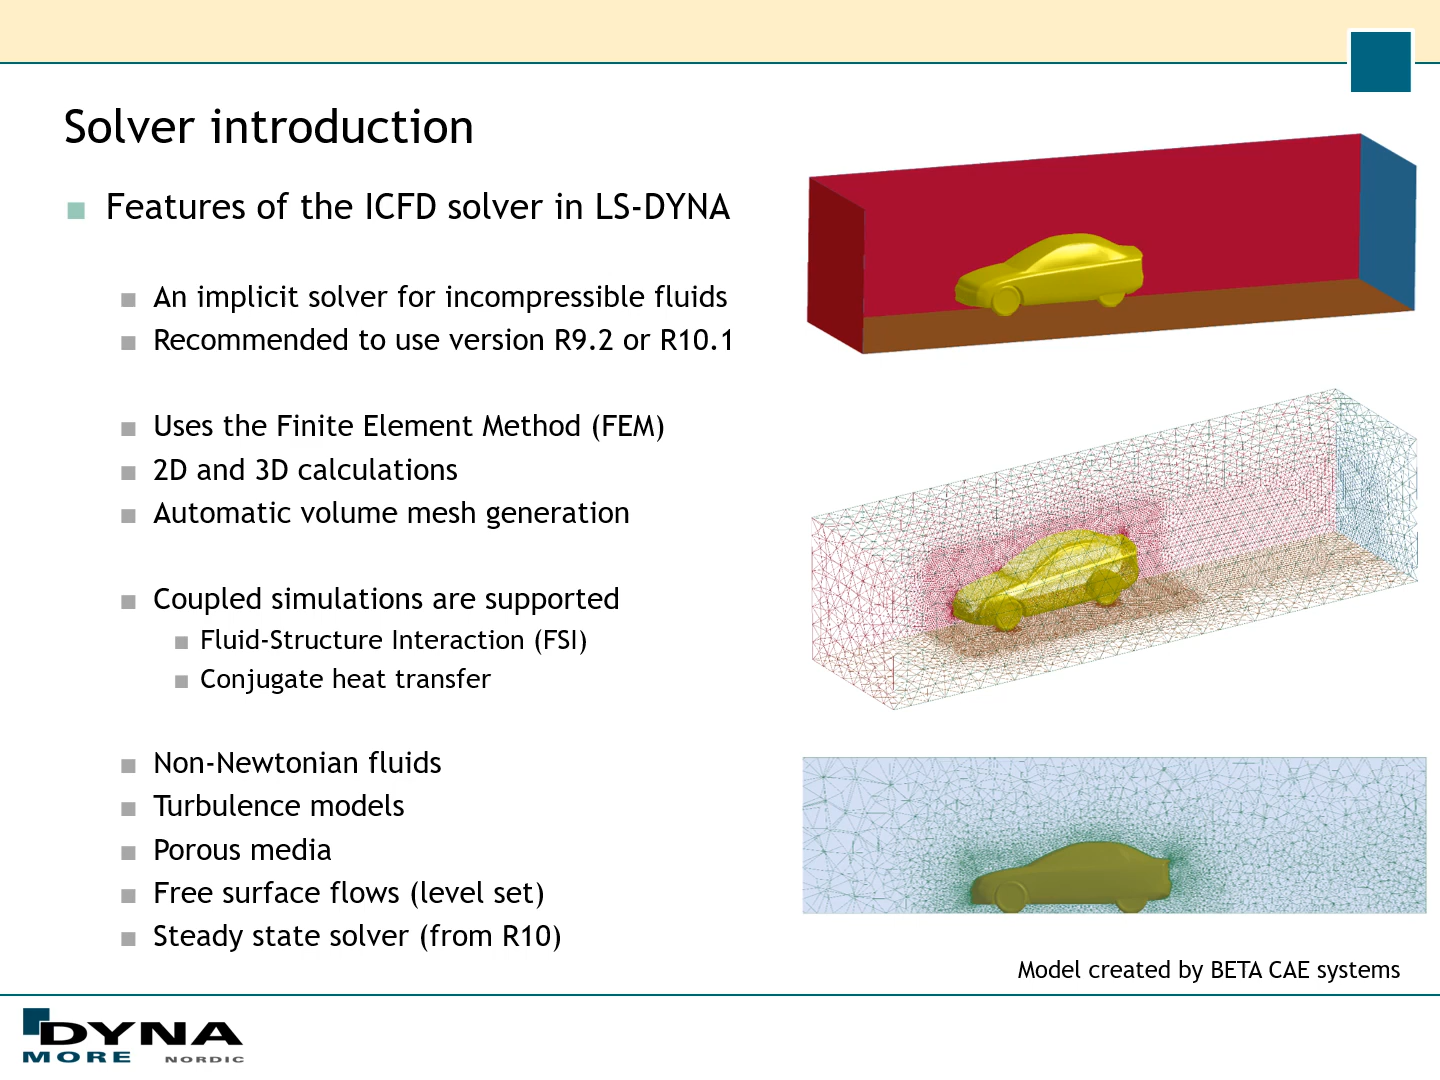 Solver introduction
Features of the ICFD solver in LS-DYNA
An implicit solver for incompressible fluids
Recommended to use version R9.2 or R10.1
Uses the Finite Element Method (FEM)
2D and 3D calculations
Automatic volume mesh generation
Coupled simulations are supported
Fluid-Structure Interaction (FSI)
Conjugate heat transfer
Non-Newtonian fluids
Turbulence models
Porous media
Free surface flows (level set)
Steady state solver (from R10)
Model created by BETA CAE systems
DYNA
MORE NORDIC